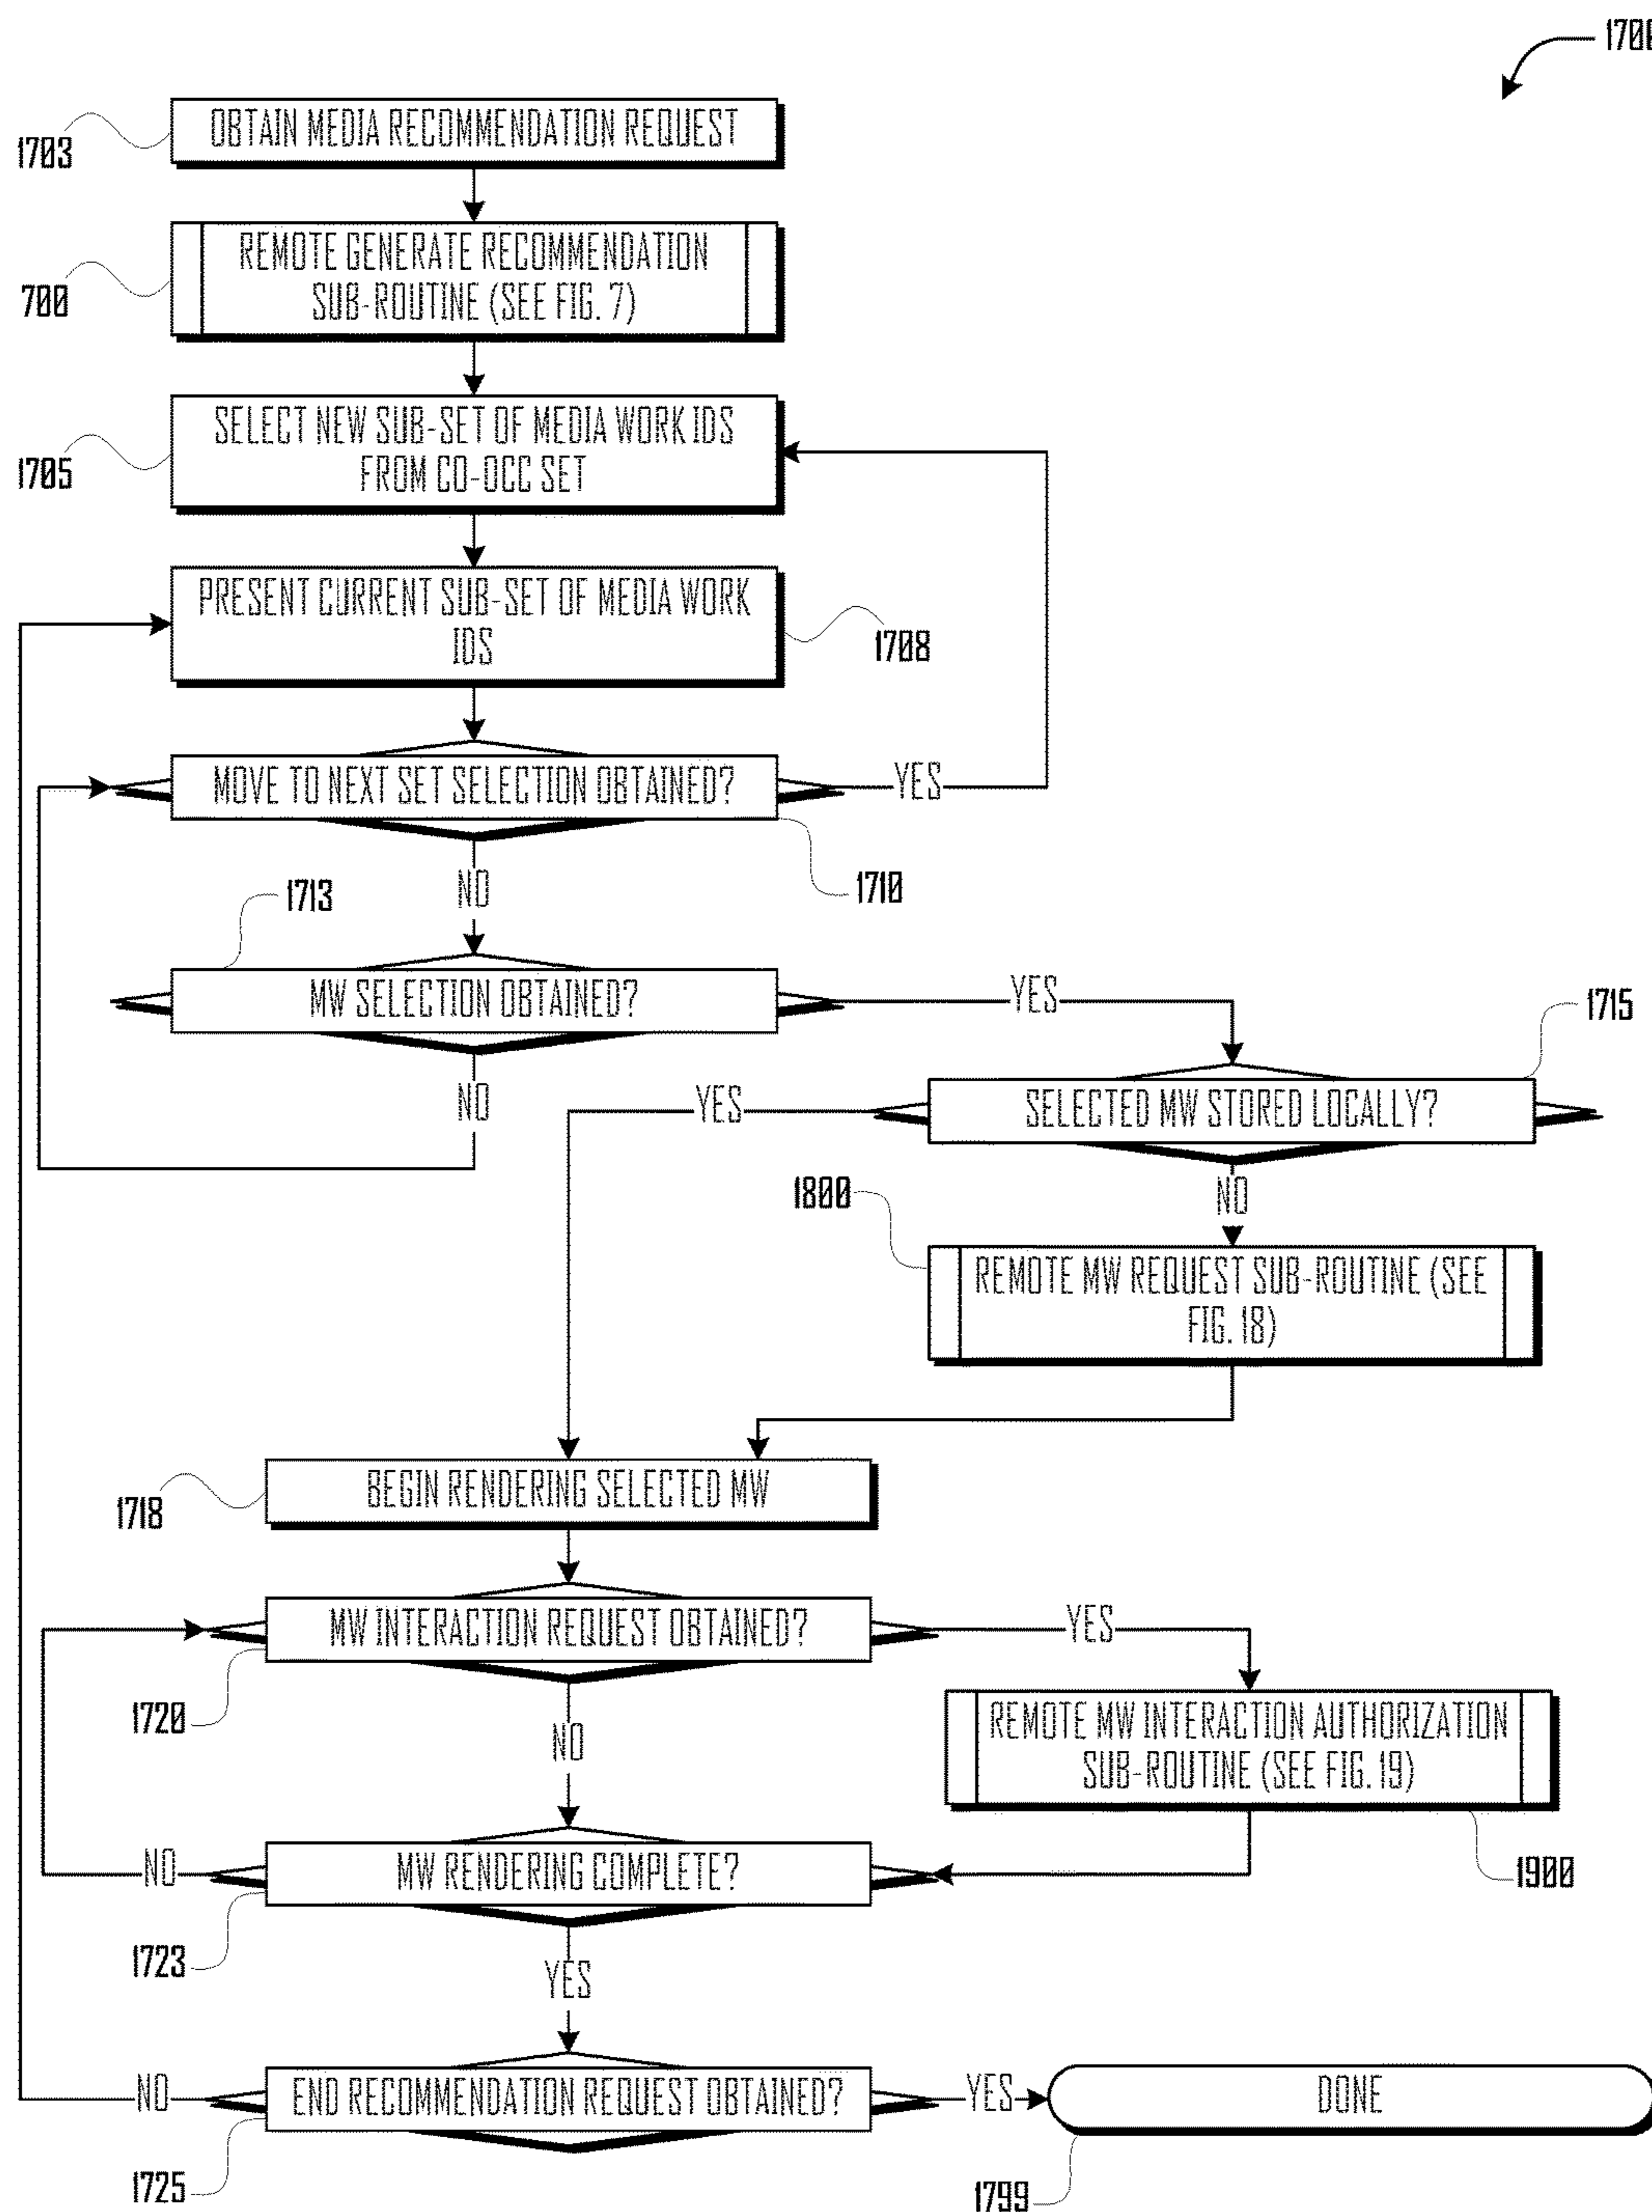 1700
OBTAIN MEDIA RECOMMENDATION REQUEST
1703
REMOTE GENERATE RECOMMENDATION
SUB-ROUTINE (SEE FIG. 7)
700
SELECT NEW SUB-SET OF MEDIA WORK IDS
FROM CO-OCC SET
1705
PRESENT CURRENT SUB-SET OF MEDIA WORK
IDS
1708
MOVE TO NEXT SET SELECTION OBTAINED?
YES
1710
NO
1713
MW SELECTION OBTAINED?
YES
1715
NO
YES
SELECTED MW STORED LOCALLY?
1800
NO
REMOTE MW REQUEST SUB-ROUTINE (SEE
FIG. 18)
BEGIN RENDERING SELECTED MW
1718
MW INTERACTION REQUEST OBTAINED?
YES
1720
NO
REMOTE MW INTERACTION AUTHORIZATION
SUB-ROUTINE (SEE FIG. 19)
1900
NO
MW RENDERING COMPLETE?
1723
YES
NO
END RECOMMENDATION REQUEST OBTAINED?
YES
DONE
1725
1799